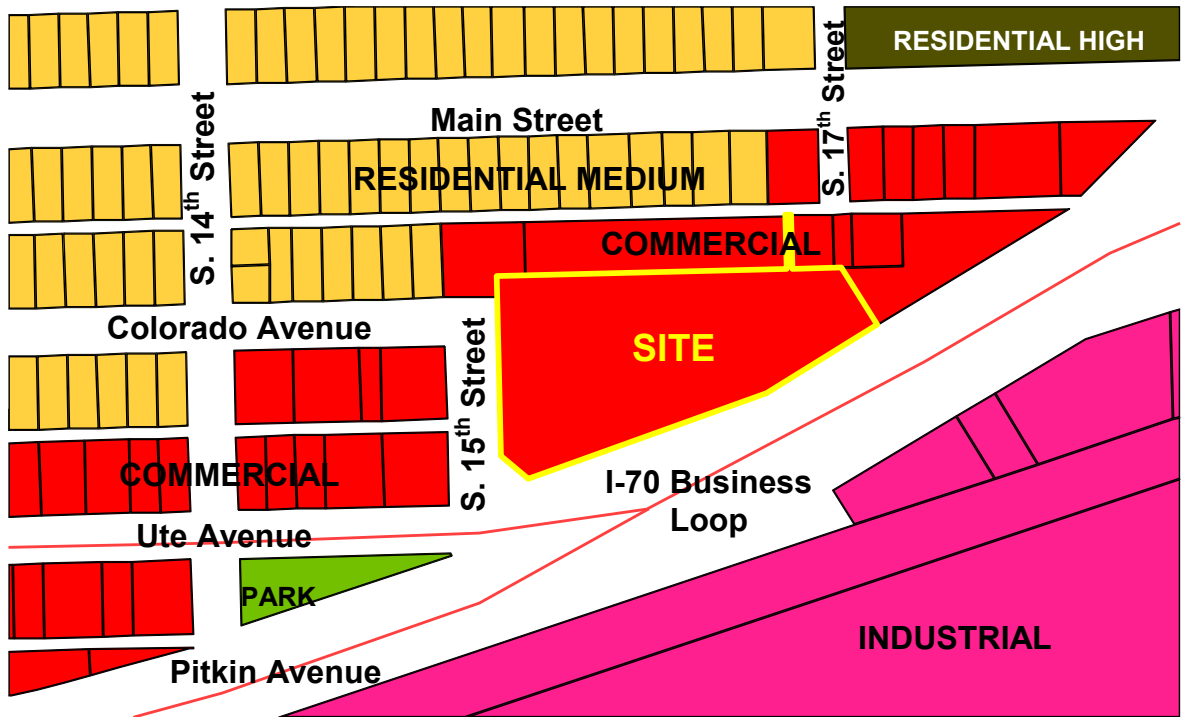 RESIDENTIAL HIGH
S. 17th Street
Main Street
S. 14th Street
RESIDENTIAL MEDIUM
COMMERCIAL
Colorado Avenue
SITE
S. 15th Street
COMMERCIAL
I-70 Business
Loop
Ute Avenue
PARK
INDUSTRIAL
Pitkin Avenue